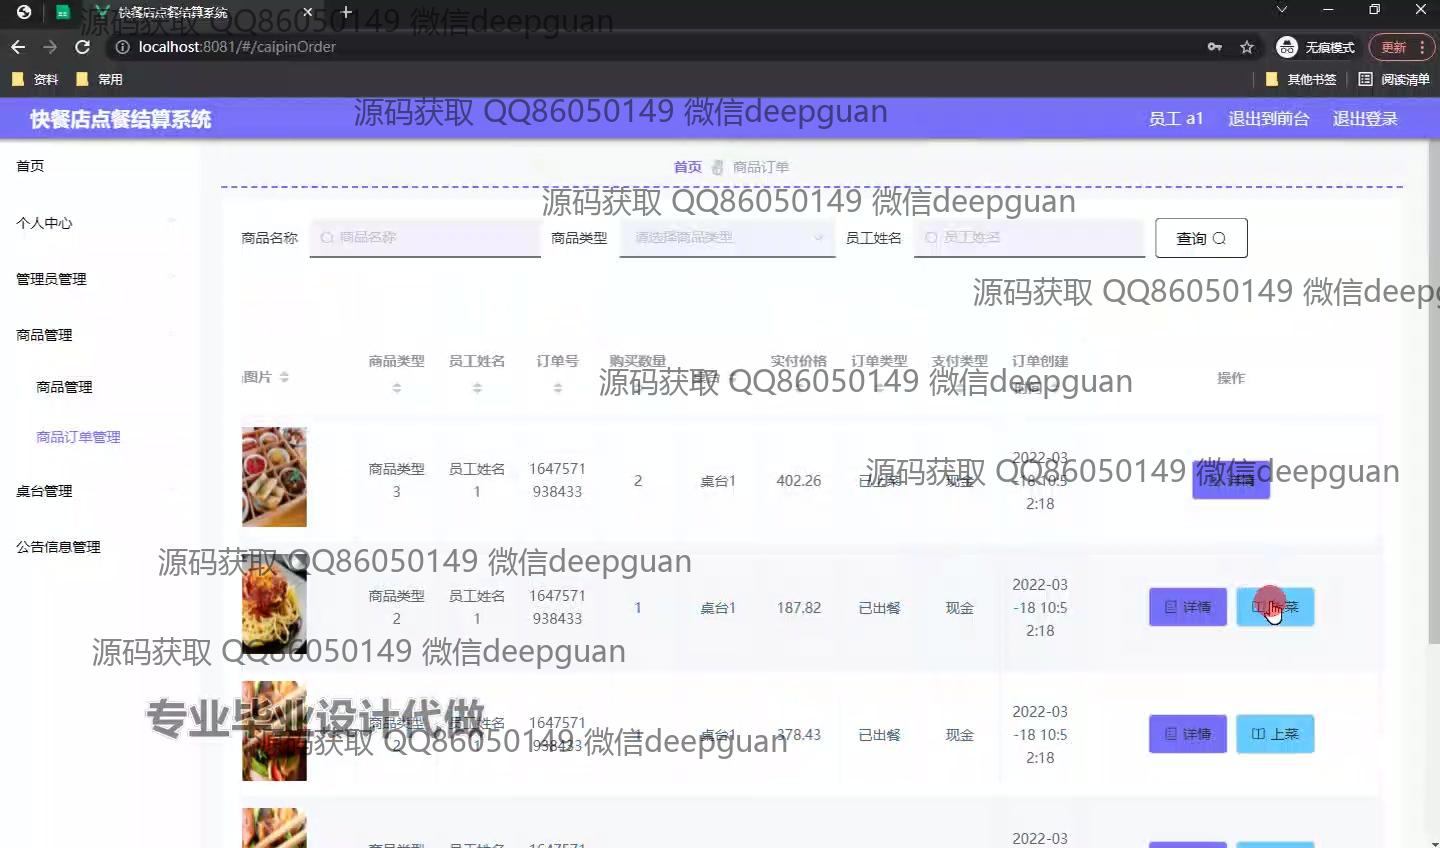 快餐店点餐结算系统
源码获取 QQ86050149 微信deepguan
localhost:8081/#/caipinOrder
无痕模式
更新
资料
常用
其他书签
阅读清单
快餐店点餐结算系统
源码获取 QQ86050149 微信deepguan
员工 a1
退出到前台
退出登录
首页
首页
商品订单
源码获取 QQ86050149 微信deepguan
个人中心
商品名称
商品名称
商品类型
请选择商品类型
员工姓名
员工姓名
查询
管理员管理
源码获取 QQ86050149 微信deep
商品管理
图片
商品类型
员工姓名
订单号
购买数量
实付价格
订单类型
支付类型
订单创建
操作
源码获取 QQ86050149 微信deepguan
商品管理
商品订单管理
商品类型
3
员工姓名
1
1647571
938433
2
桌台1
402.26
已上菜
现金
2022-03
-18 10:5
2:18
详情
源码获取 QQ86050149 微信deepguan
桌台管理
公告信息管理
源码获取 QQ86050149 微信deepguan
商品类型
2
员工姓名
1
1647571
938433
1
桌台1
187.82
已出餐
现金
2022-03
-18 10:5
2:18
详情
菜
源码获取 QQ86050149 微信deepguan
专业毕业设计代做
商品类型
2
员工姓名
1
1647571
938433
桌台1
378.43
已出餐
现金
2022-03
-18 10:5
2:18
详情
上菜
源码获取 QQ86050149 微信deepguan
商品类型
员工姓名
1647571
2022-03